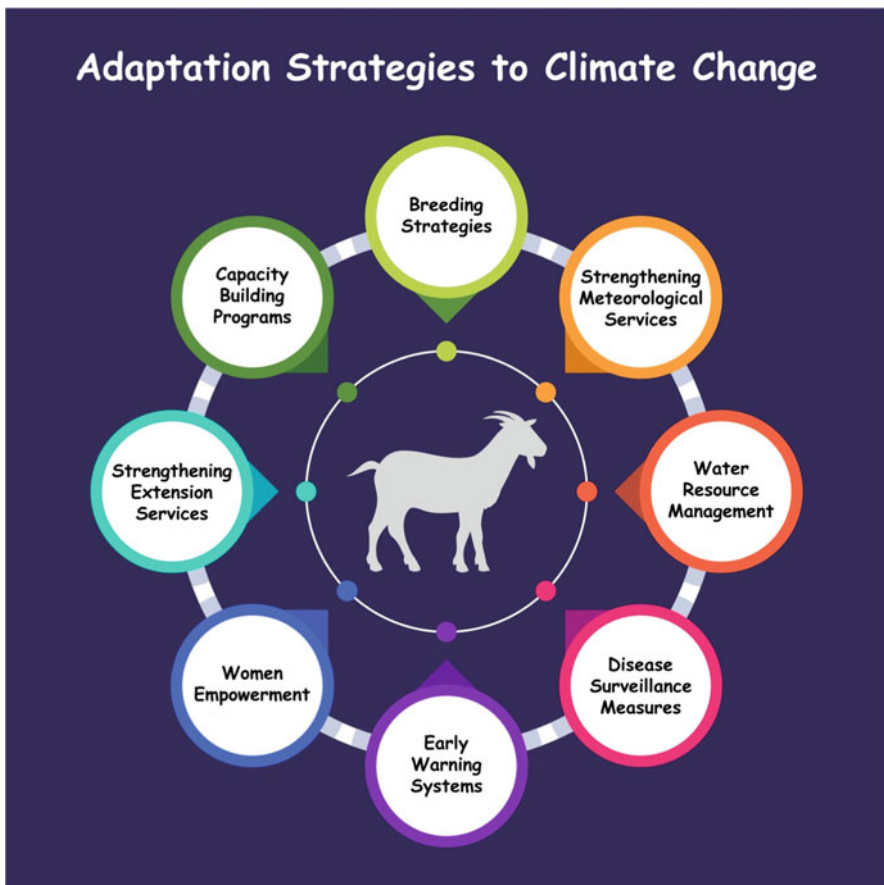 Adaptation Strategies to Climate Change
Breeding
Strategies
Strengthening
Meteorological
Services
Water
Resource
Management
Disease
Surveillance
Measures
Early
Warning
Systems
Women
Empowerment
Strengthening
Extension
Services
Capacity
Building
Programs